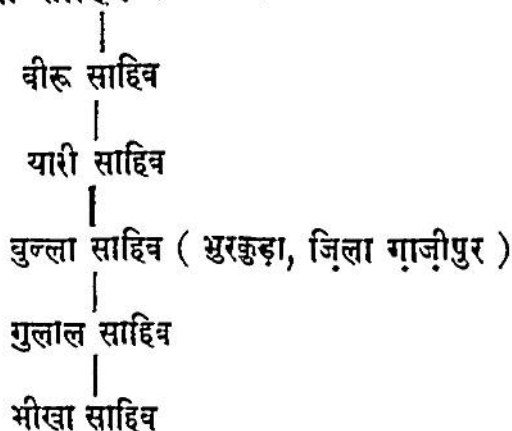 वीरू साहिब
यारी साहिब
बुल्ला साहिब ( भुरकुड़ा, ज़िला ग़ाज़ीपुर )
गुलाल साहिब
भीखा साहिब